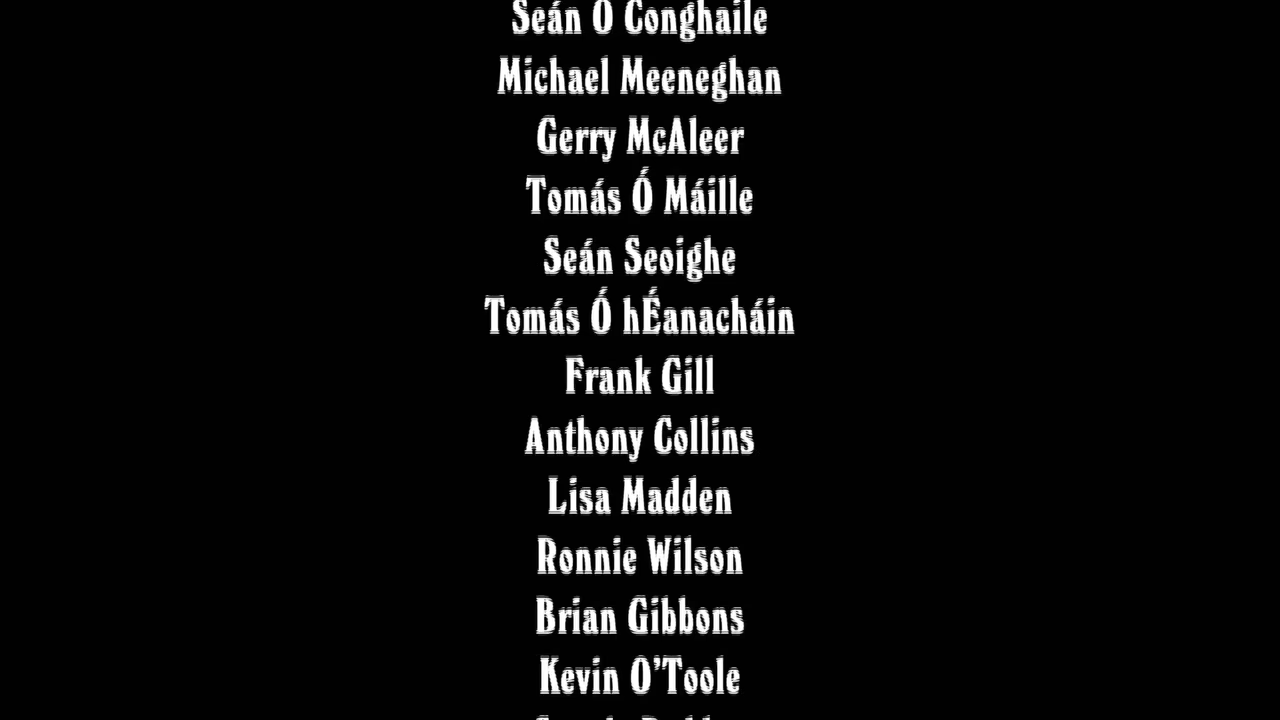 Seán Ó Conghaile
Michael Meeneghan
Gerry McAleer
Tomás Ó Máille
Seán Seoighe
Tomás Ó hÉanacháin
Frank Gill
Anthony Collins
Lisa Madden
Ronnie Wilson
Brian Gibbons
Kevin O'Toole